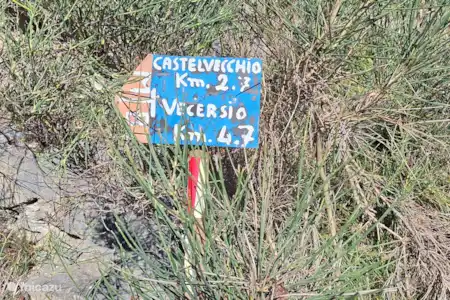 CASTELVECCHIO
Km. 2.3
VECERSIO
Km. 4.7
© micazu